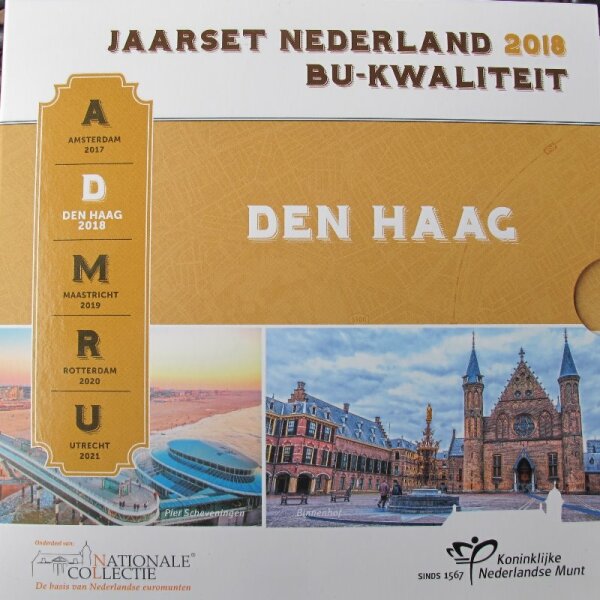 JAARSET NEDERLAND 2018
BU-KWALITEIT
A
AMSTERDAM
2017
D
DEN HAAG
2018
M
MAASTRICHT
2019
R
ROTTERDAM
2020
U
UTRECHT
2021
DEN HAAG
Pier Scheveningen
Binnenhof
Onderdeel van:
NATIONALE
COLLECTIE
De basis van Nederlandse euromunten
SINDS 1567
Koninklijke
Nederlandse Munt